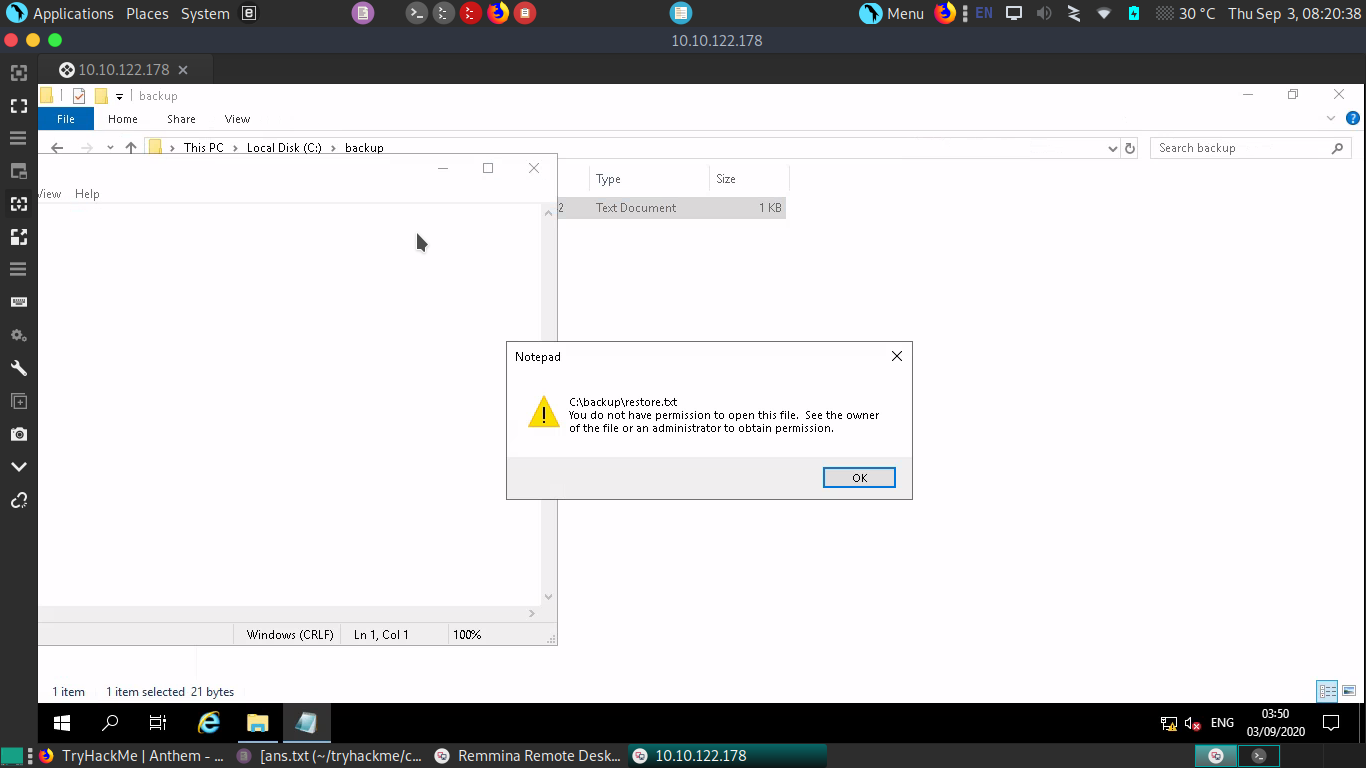 Applications Places System
Menu EN 30 °C Thu Sep 3, 08:20:38
10.10.122.178
10.10.122.178
backup
File Home Share View
This PC Local Disk (C:) backup
Search backup
Type Size
View Help
2 Text Document 1 KB
Notepad
C:\backup\restore.txt
You do not have permission to open this file. See the owner
of the file or an administrator to obtain permission.
OK
Windows (CRLF) Ln 1, Col 1 100%
1 item 1 item selected 21 bytes
ENG
03:50
03/09/2020
TryHackMe | Anthem - ... [ans.txt (~/tryhackme/c... Remmina Remote Desk... 10.10.122.178